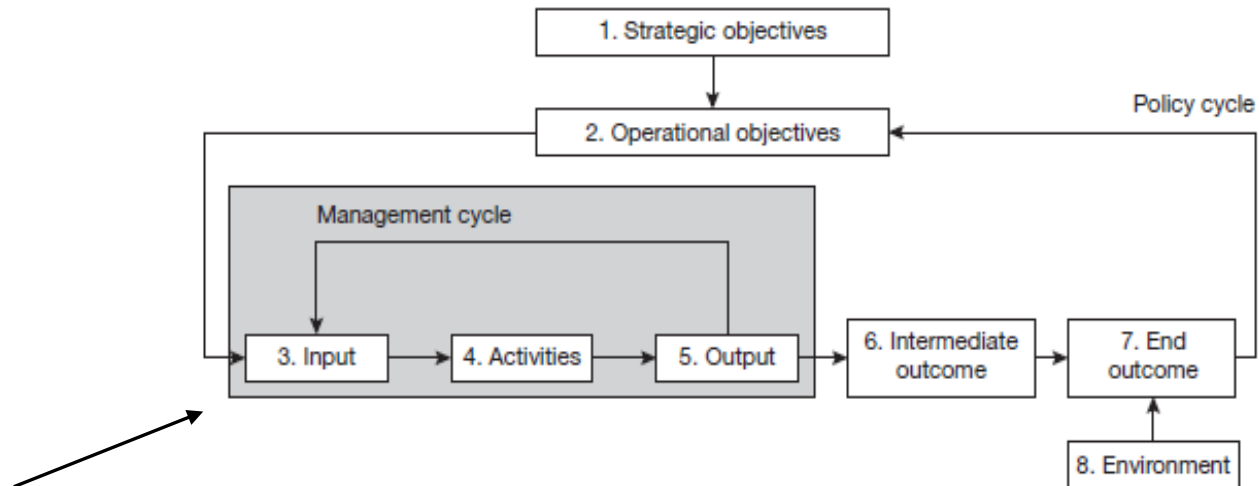 1. Strategic objectives
Policy cycle
2. Operational objectives
Management cycle
3. Input
4. Activities
5. Output
6. Intermediate
outcome
7. End
outcome
8. Environment